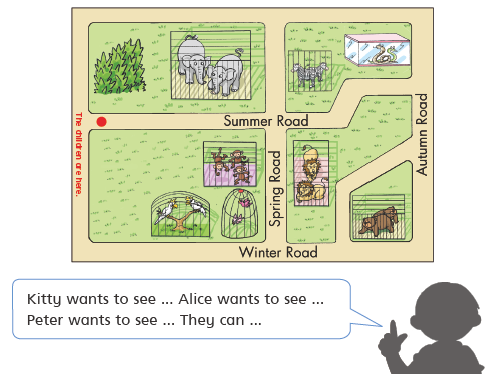 The children are here.
Summer Road
Autumn Road
Spring Road
Winter Road
Kitty wants to see ... Alice wants to see ...
Peter wants to see ... They can ...